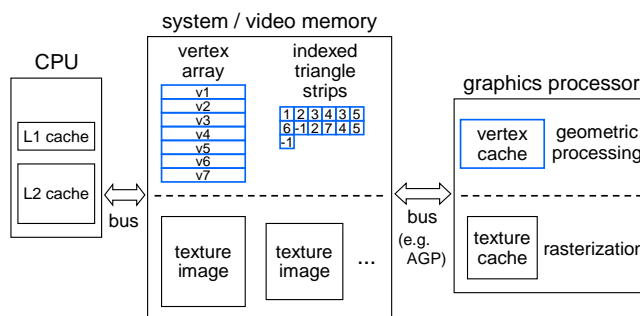 system / video memory
CPU
L1 cache
L2 cache
bus
vertex
array
v1
v2
v3
v4
v5
v6
v7
indexed
triangle
strips
1 2 3 4 3 5
6 -1 2 7 4 5
-1
texture
image
texture
image
...
bus
(e.g.
AGP)
graphics processor
vertex
cache
geometric
processing
texture
cache
rasterization